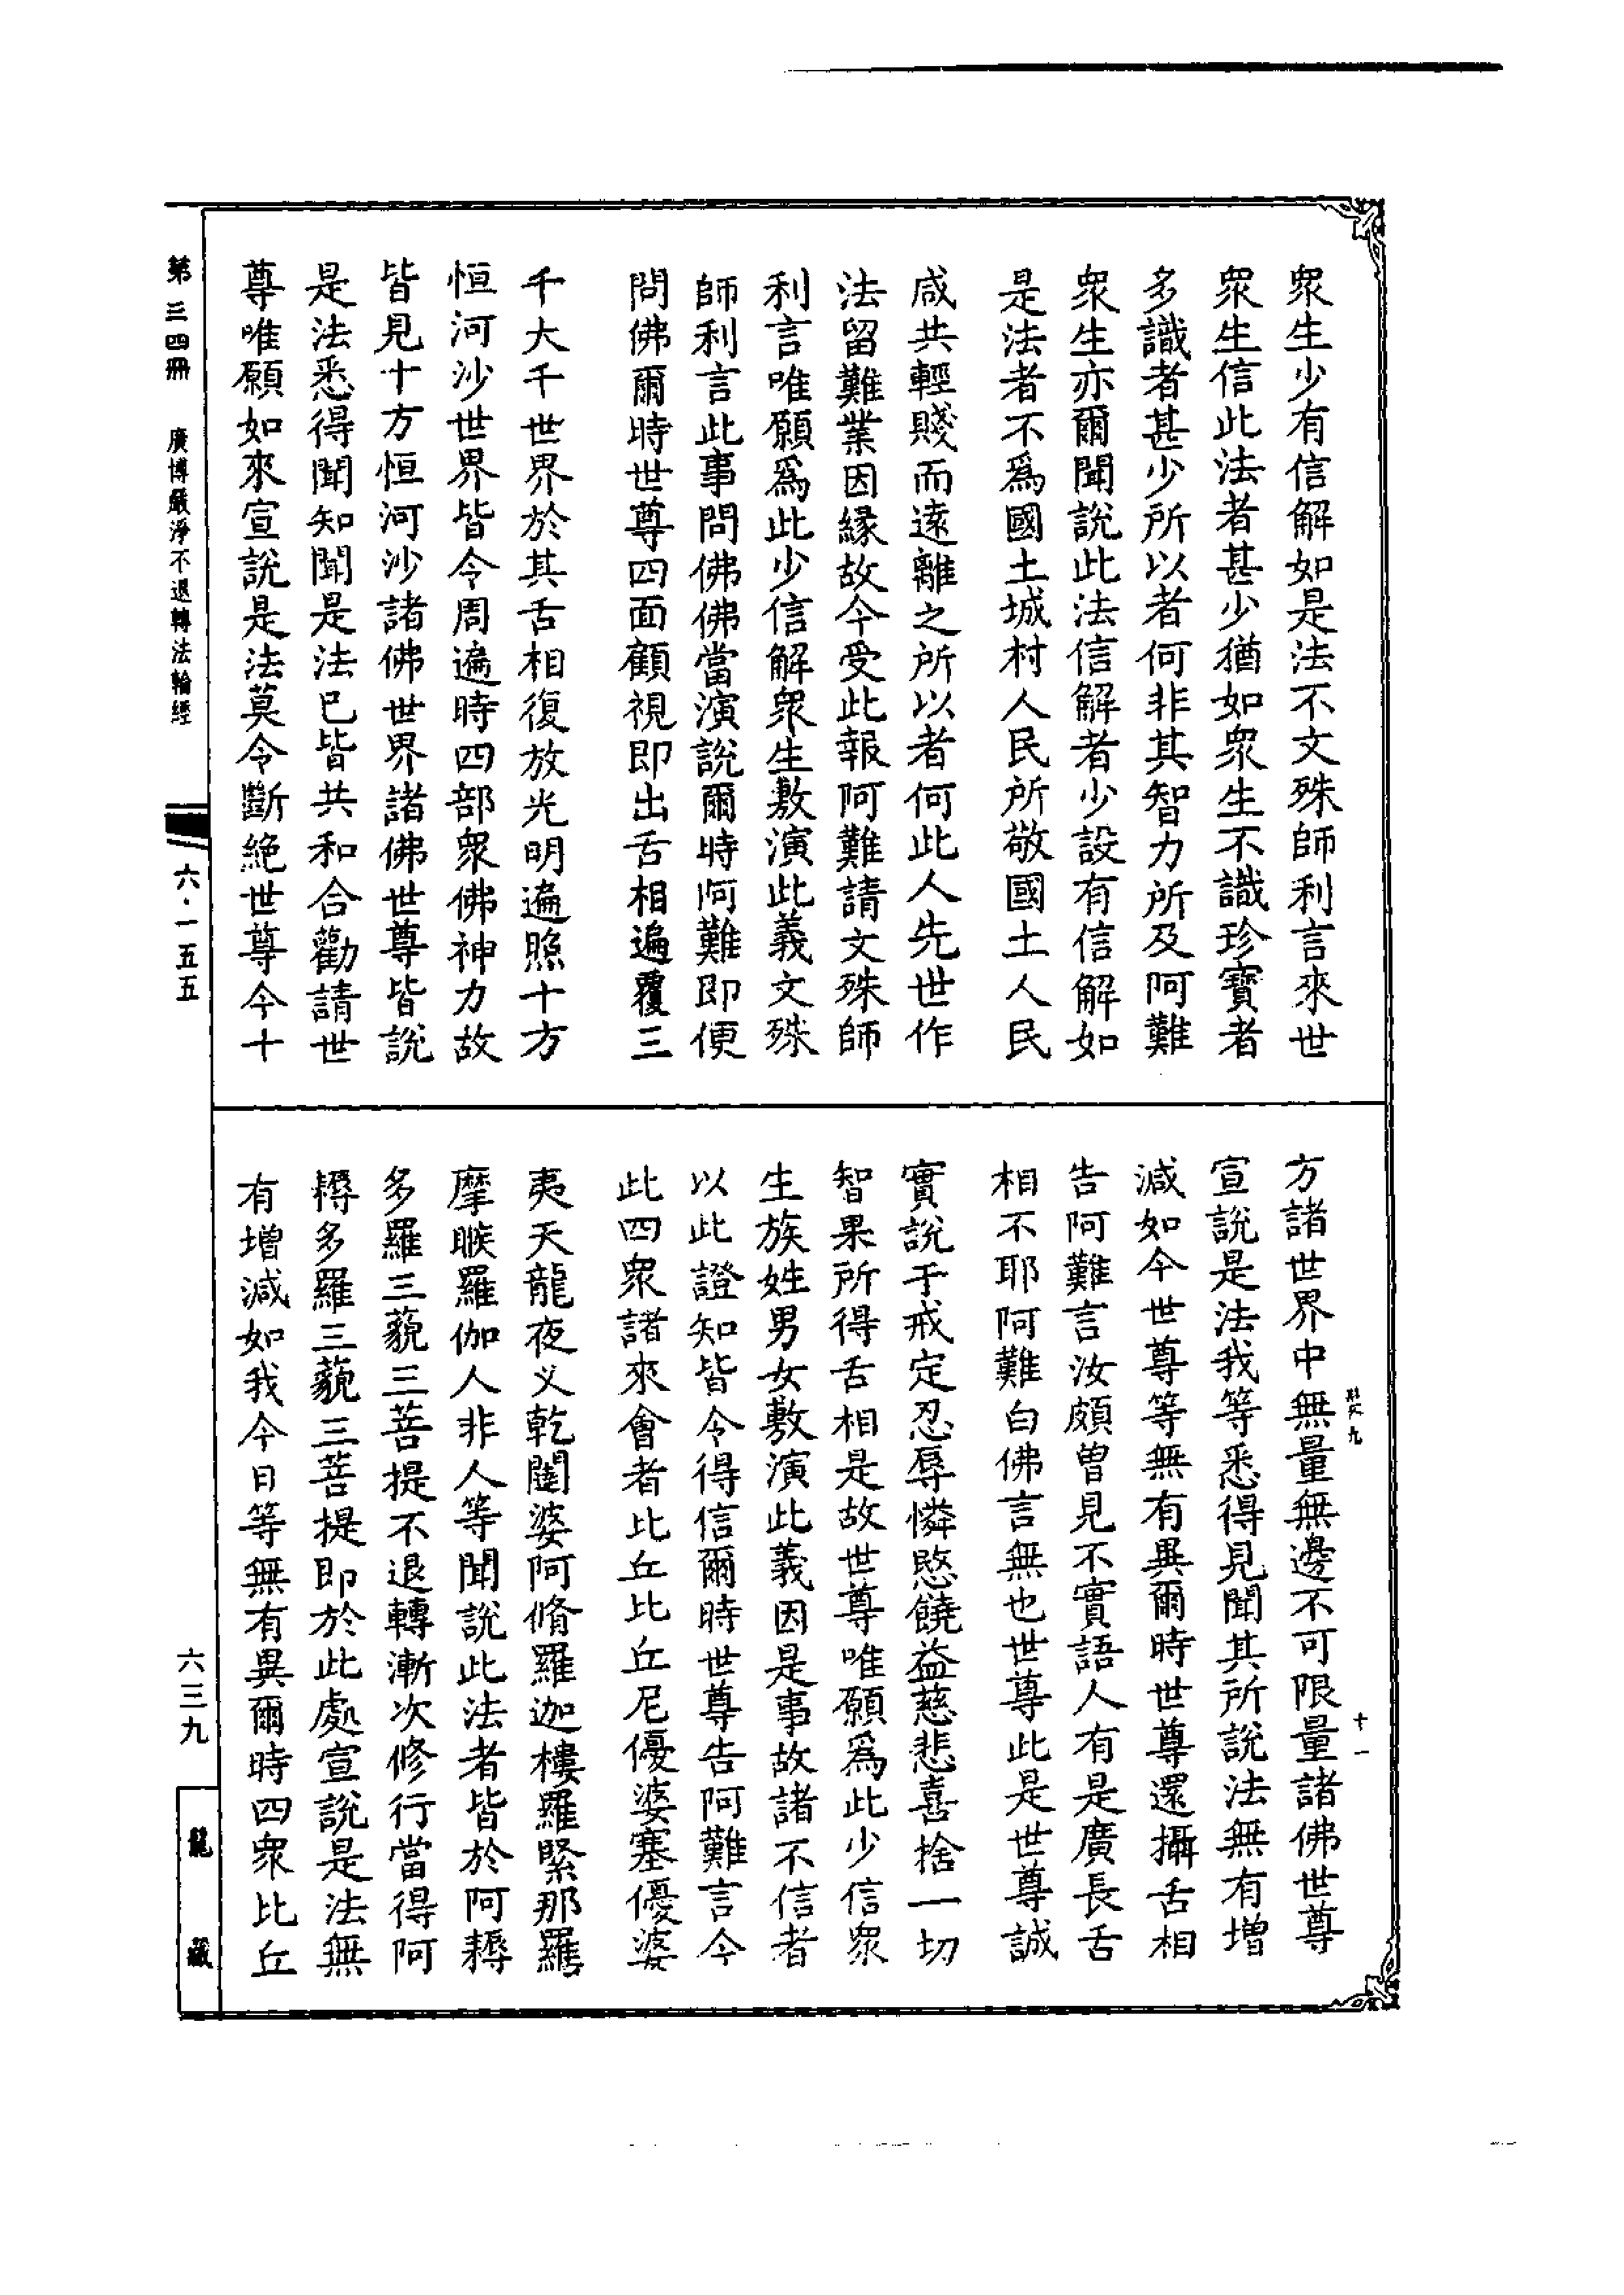 衆生少有信解如是法不文殊師利言來世
衆生信此法者甚少猶如衆生不識珍寶者
多識者甚少所以者何非其智力所及阿難
衆生亦爾聞說此法信解者少設有信解如
是法者不爲國土城村人民所敬國土人民
咸共輕賤而遠離之所以者何此人先世作
法留難業因緣故今受此報阿難請文殊師
利言唯願爲此少信解衆生敷演此義文殊
師利言此事問佛佛當演說爾時阿難即便
問佛爾時世尊四面顧視即出舌相遍覆三
千大千世界於其舌相復放光明遍照十方
恒河沙世界皆令周遍時四部衆佛神力故
皆見十方恒河沙諸佛世界諸佛世尊皆說
是法悉得聞知聞是法已皆共和合勸請世
尊唯願如來宣說是法莫令斷絕世尊今十
方諸世界中無量無邊不可限量諸佛世尊
宣說是法我等悉得見聞其所說法無有增
減如今世尊等無有異爾時世尊還攝舌相
告阿難言汝頗曾見不實語人有是廣長舌
相不耶阿難白佛言無也世尊此是世尊誠
實說于戒定忍辱憐愍饒益慈悲喜捨一切
智果所得舌相是故世尊唯願爲此少信衆
生族姓男女敷演此義因是事故諸不信者
以此證知皆令得信爾時世尊告阿難言今
此四衆諸來會者比丘比丘尼優婆塞優婆
夷天龍夜叉乾闥婆阿脩羅迦樓羅緊那羅
摩睺羅伽人非人等聞說此法者皆於阿耨
多羅三藐三菩提不退轉漸次修行當得阿
耨多羅三藐三菩提即於此處宣說是法無
有增減如我今日等無有異爾時四衆比丘
九
十一
第三四冊 廣博嚴淨不退轉法輪經
六·一五五
六三九
龍藏